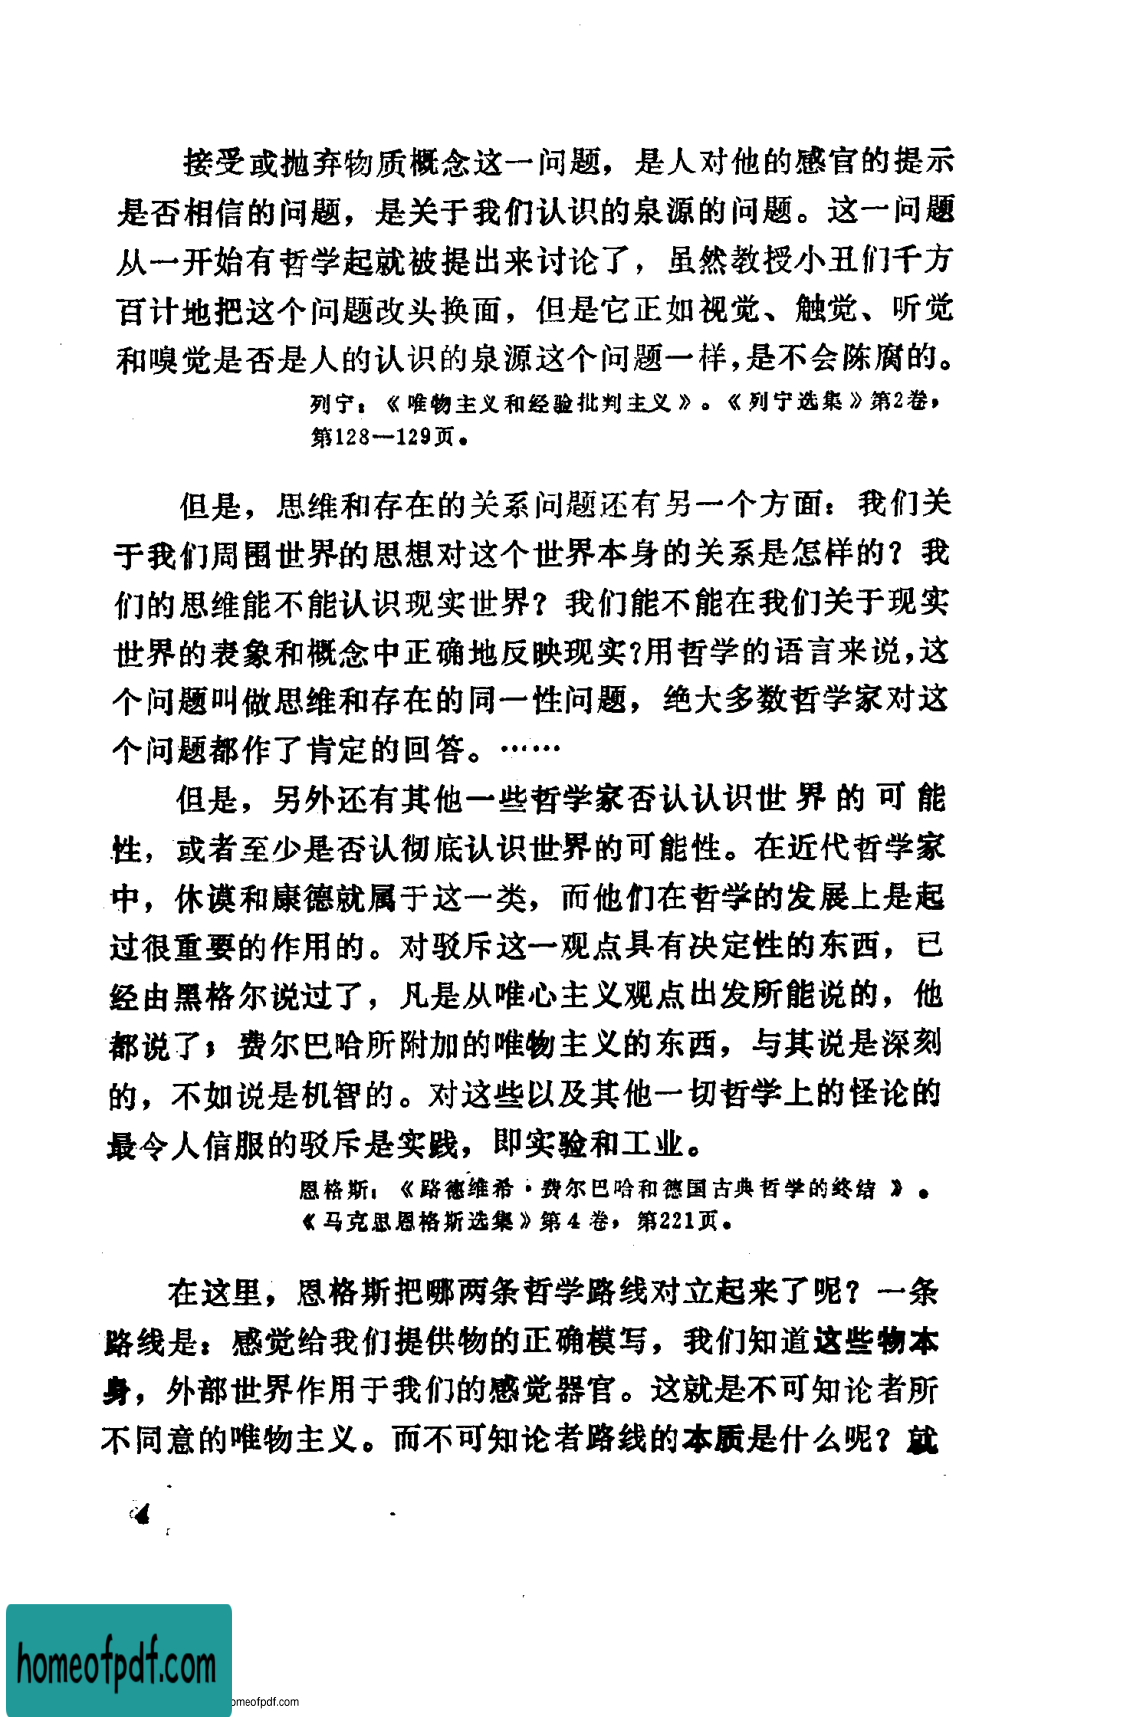 接受或抛弃物质概念这一问题，是人对他的感官的提示
是否相信的问题，是关于我们认识的泉源的问题。这一问题
从一开始有哲学起就被提出来讨论了，虽然教授小丑们千方
百计地把这个问题改头换面，但是它正如视觉、触觉、听觉
和嗅觉是否是人的认识的泉源这个问题一样，是不会陈腐的。
列宁：《唯物主义和经验批判主义》。《列宁选集》第2卷，
第128—129页。
但是，思维和存在的关系问题还有另一个方面：我们关
于我们周围世界的思想对这个世界本身的关系是怎样的？我
们的思维能不能认识现实世界？我们能不能在我们关于现实
世界的表象和概念中正确地反映现实？用哲学的语言来说，这
个问题叫做思维和存在的同一性问题，绝大多数哲学家对这
个问题都作了肯定的回答。……
但是，另外还有其他一些哲学家否认认识世界的可能
性，或者至少是否认彻底认识世界的可能性。在近代哲学家
中，休谟和康德就属于这一类，而他们在哲学的发展上是起
过很重要的作用的。对驳斥这一观点具有决定性的东西，已
经由黑格尔说过了，凡是从唯心主义观点出发所能说的，他
都说了；费尔巴哈所附加的唯物主义的东西，与其说是深刻
的，不如说是机智的。对这些以及其他一切哲学上的怪论的
最令人信服的驳斥是实践，即实验和工业。
恩格斯：《路德维希·费尔巴哈和德国古典哲学的终结》。
《马克思恩格斯选集》第4卷，第221页。
在这里，恩格斯把哪两条哲学路线对立起来了呢？一条
路线是：感觉给我们提供物的正确模写，我们知道这些物本
身，外部世界作用于我们的感觉器官。这就是不可知论者所
不同意的唯物主义。而不可知论者路线的本质是什么呢？就
4
homeofpdf.com
omeofpdf.com